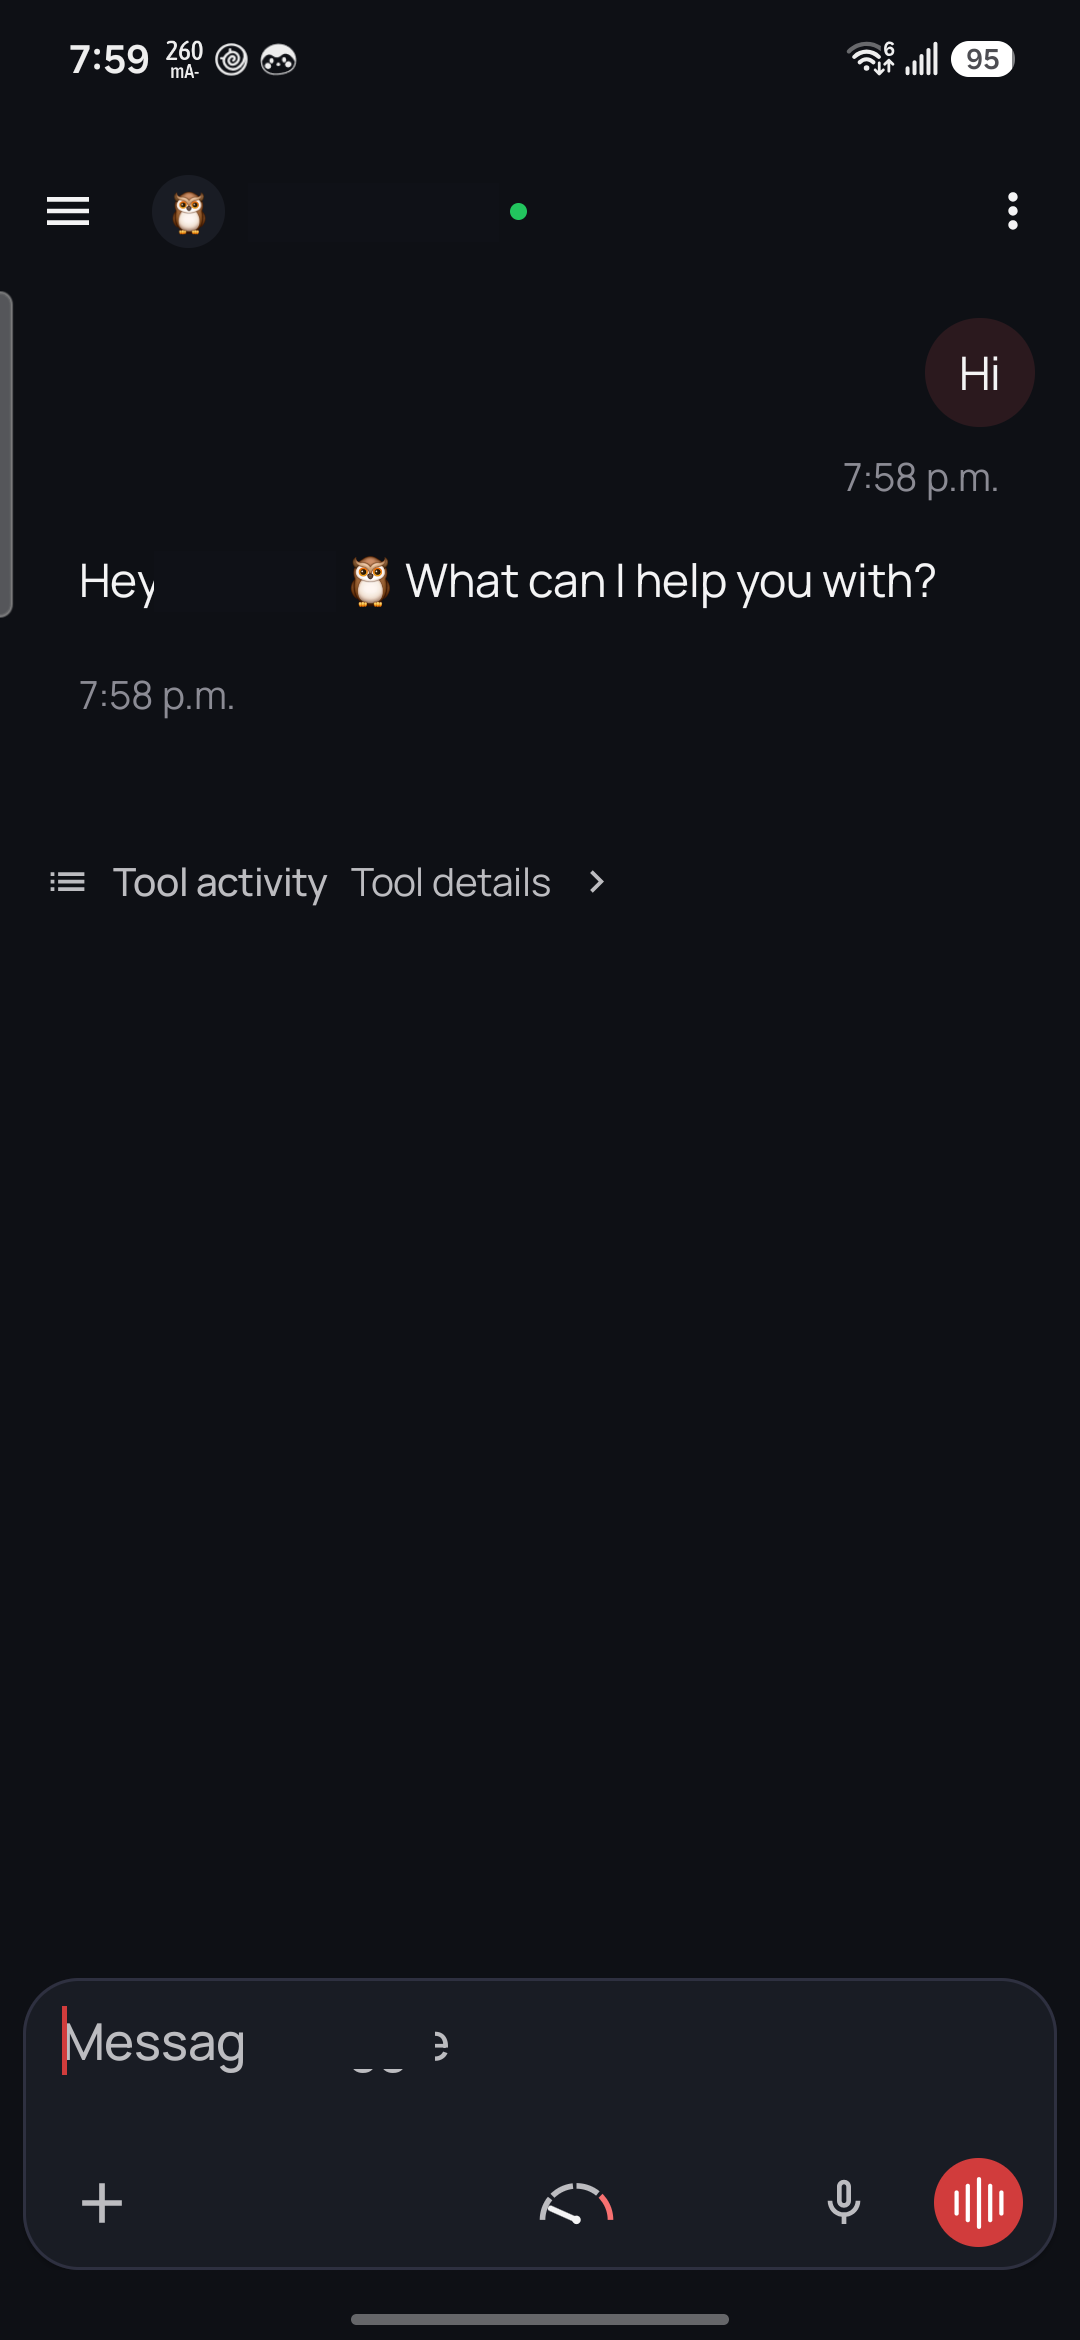 7:59 260 mA- 6 95
Hi
7:58 p.m.
Hey 🦉 What can I help you with?
7:58 p.m.
Tool activity Tool details